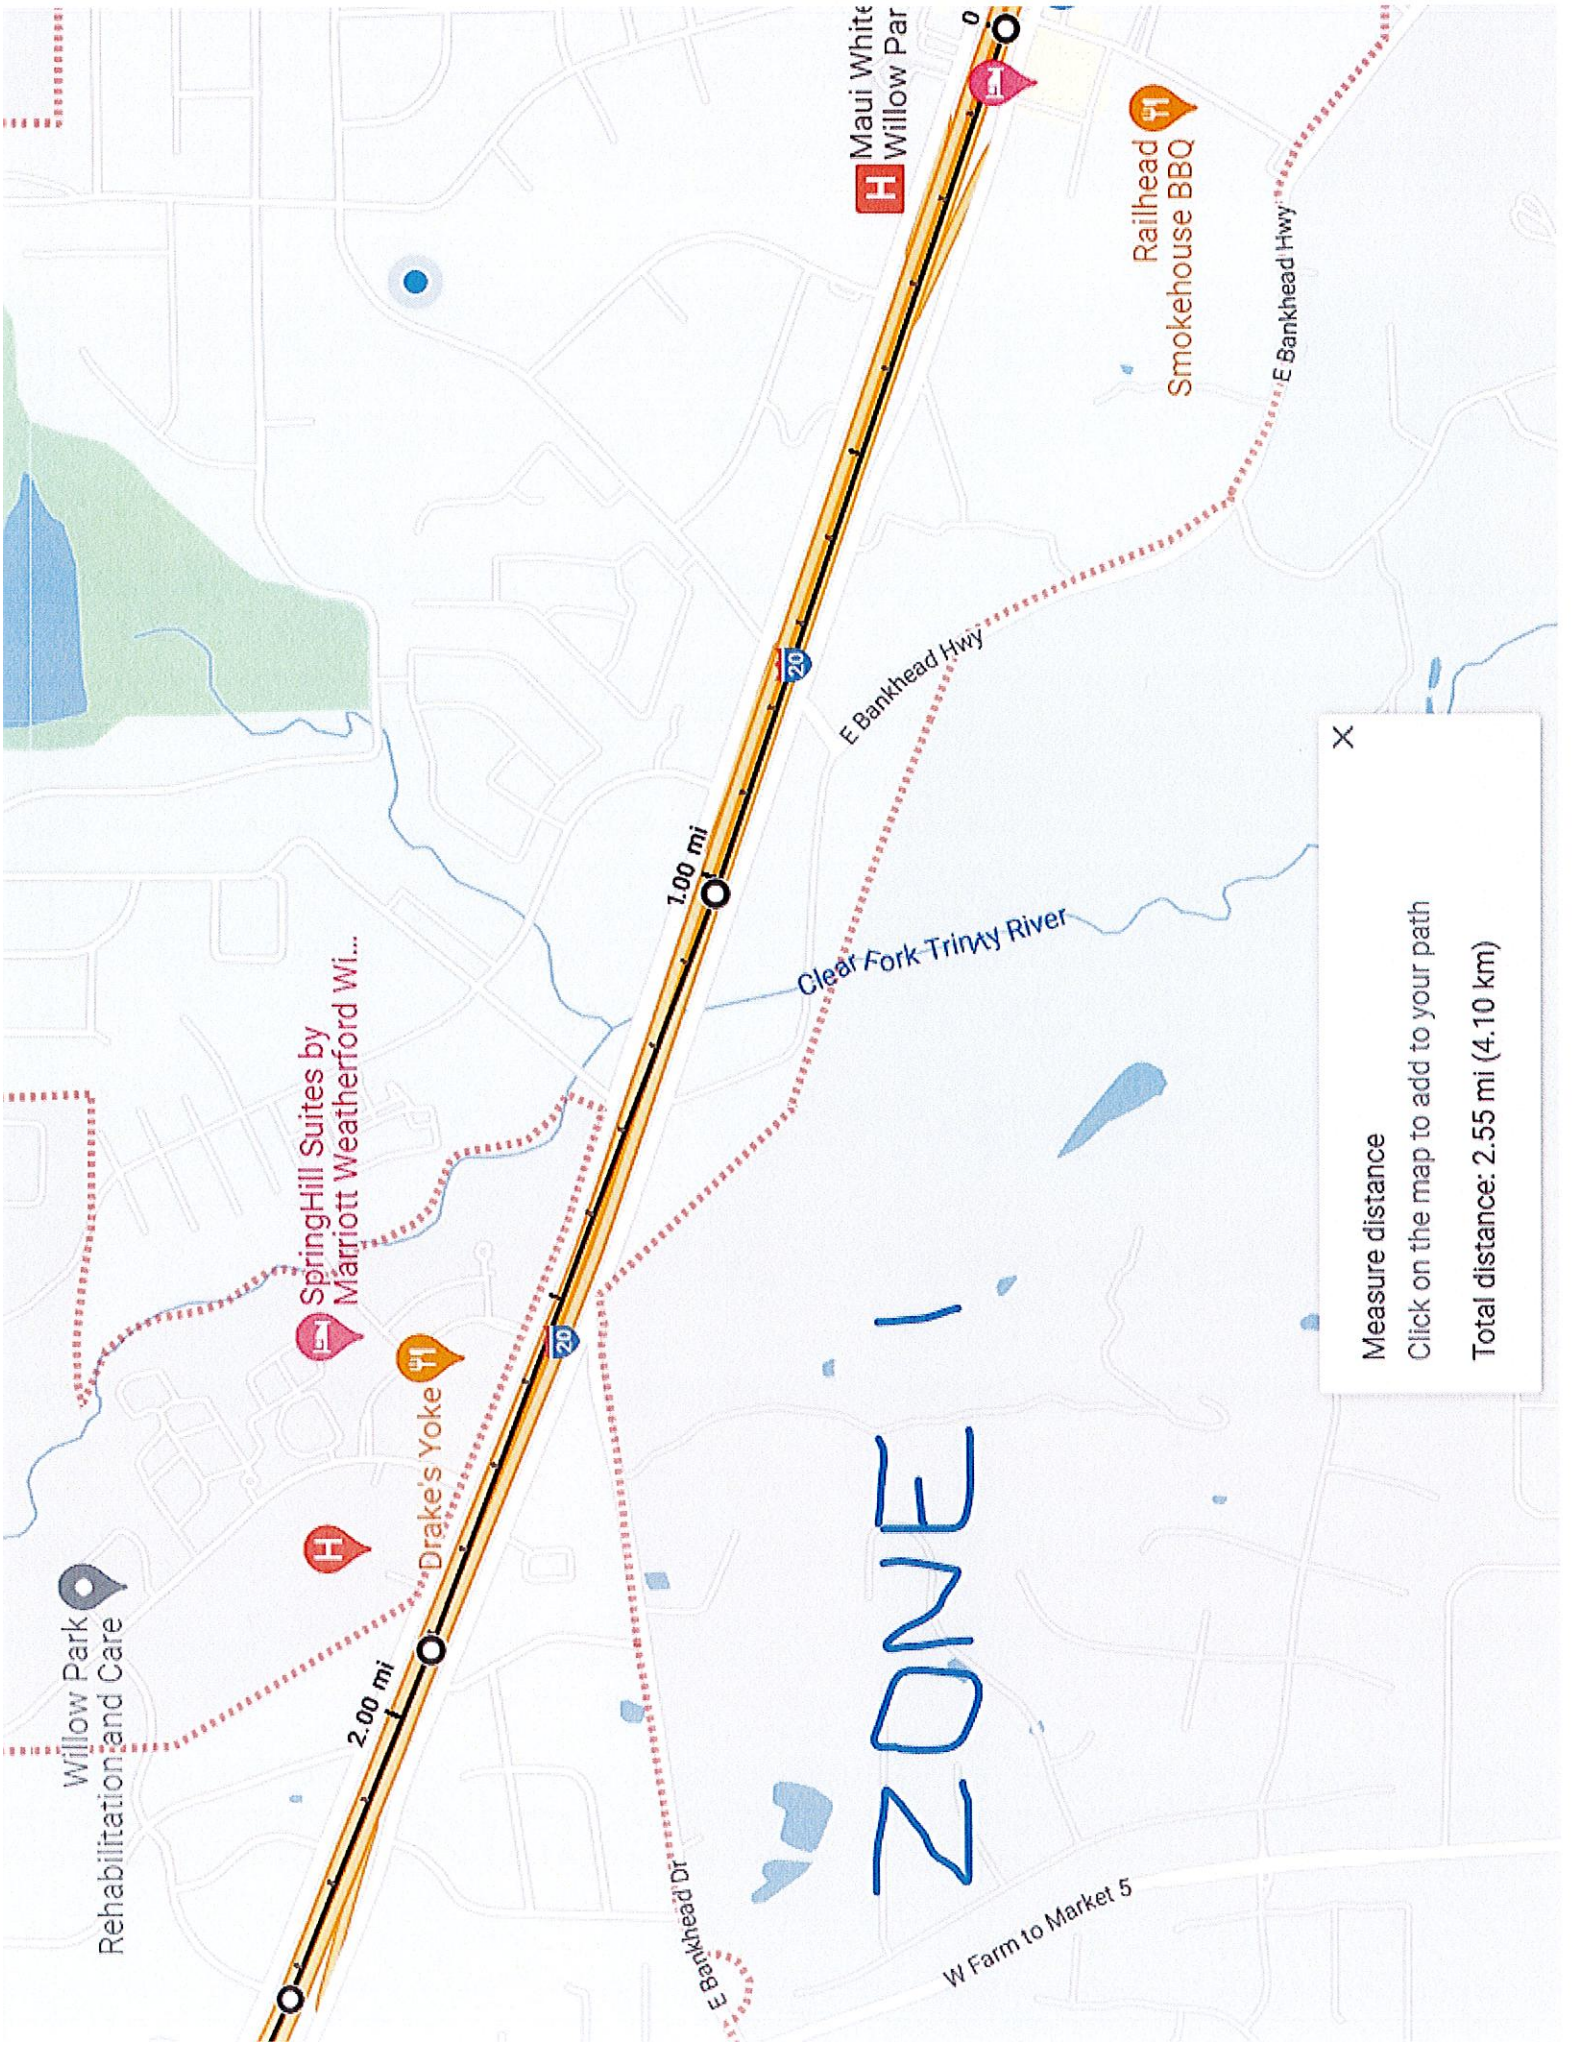 Willow Park
Rehabilitation and Care
H
SpringHill Suites by
Marriott Weatherford Wi...
Drake's Yoke
2.00 mi
20
1.00 mi
20
H
Maui White
Willow Par
0
Railhead
Smokehouse BBQ
E Bankhead Hwy
E Bankhead Hwy
Clear Fork Trinity River
E Bankhead Dr
W Farm to Market 5
ZONE 1
Measure distance
X
Click on the map to add to your path
Total distance: 2.55 mi (4.10 km)